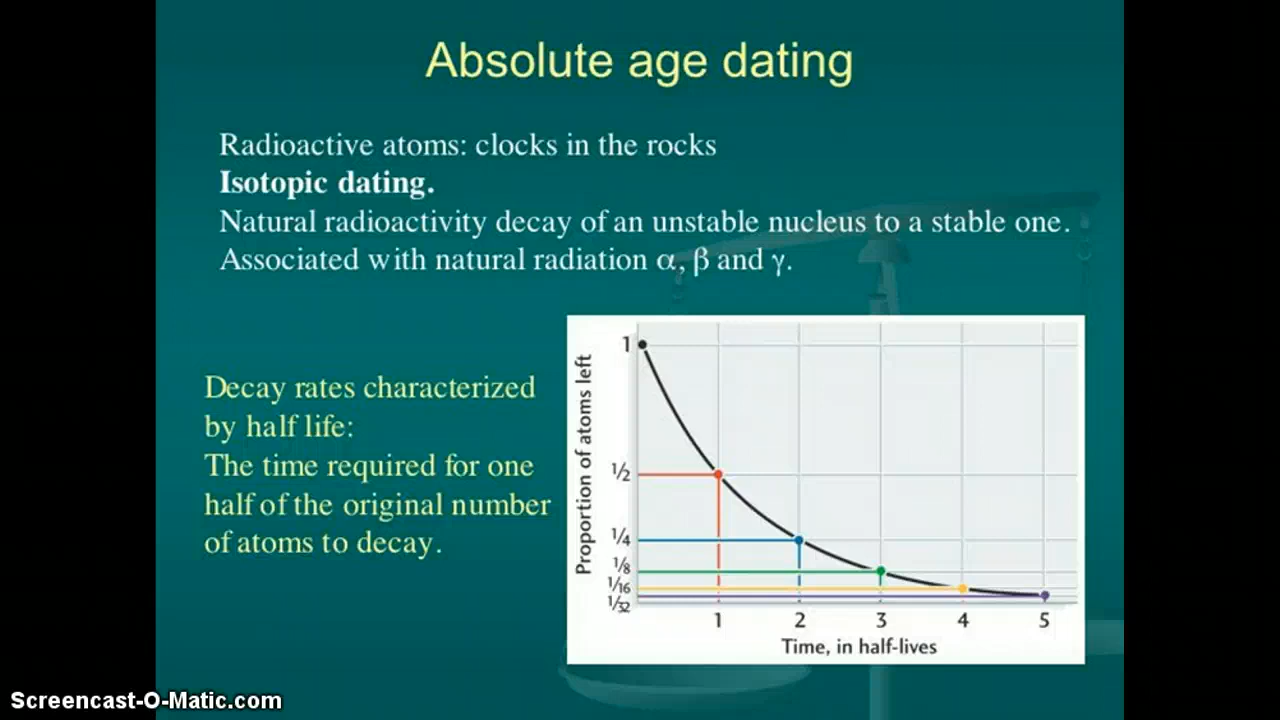 Absolute age dating
Radioactive atoms: clocks in the rocks
Isotopic dating.
Natural radioactivity decay of an unstable nucleus to a stable one.
Associated with natural radiation α, β and γ.
Decay rates characterized
by half life:
The time required for one
half of the original number
of atoms to decay.
Proportion of atoms left
1
1/2
1/4
1/8
1/16
1/32
1 2 3 4 5
Time, in half-lives
Screencast-O-Matic.com